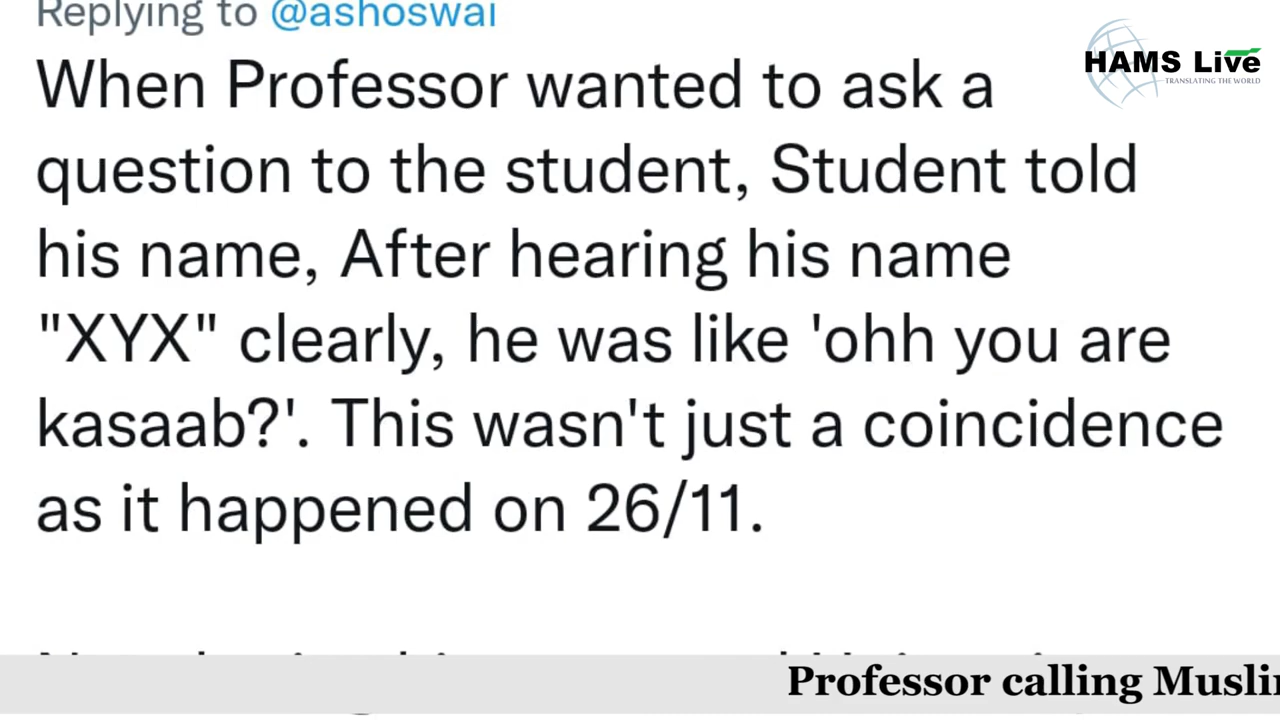 Replying to @ashoswai
HAMS Live
TRANSLATING THE WORLD
When Professor wanted to ask a
question to the student, Student told
his name, After hearing his name
"XYX" clearly, he was like 'ohh you are
kasaab?'. This wasn't just a coincidence
as it happened on 26/11.
Professor calling